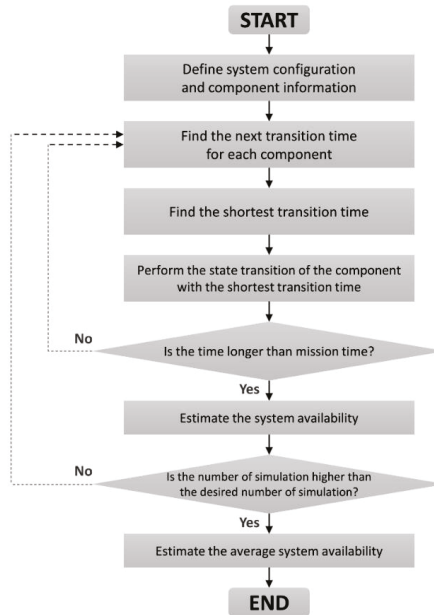 START
Define system configuration
and component information
Find the next transition time
for each component
Find the shortest transition time
Perform the state transition of the component
with the shortest transition time
No
Is the time longer than mission time?
Yes
Estimate the system availability
No
Is the number of simulation higher than
the desired number of simulation?
Yes
Estimate the average system availability
END